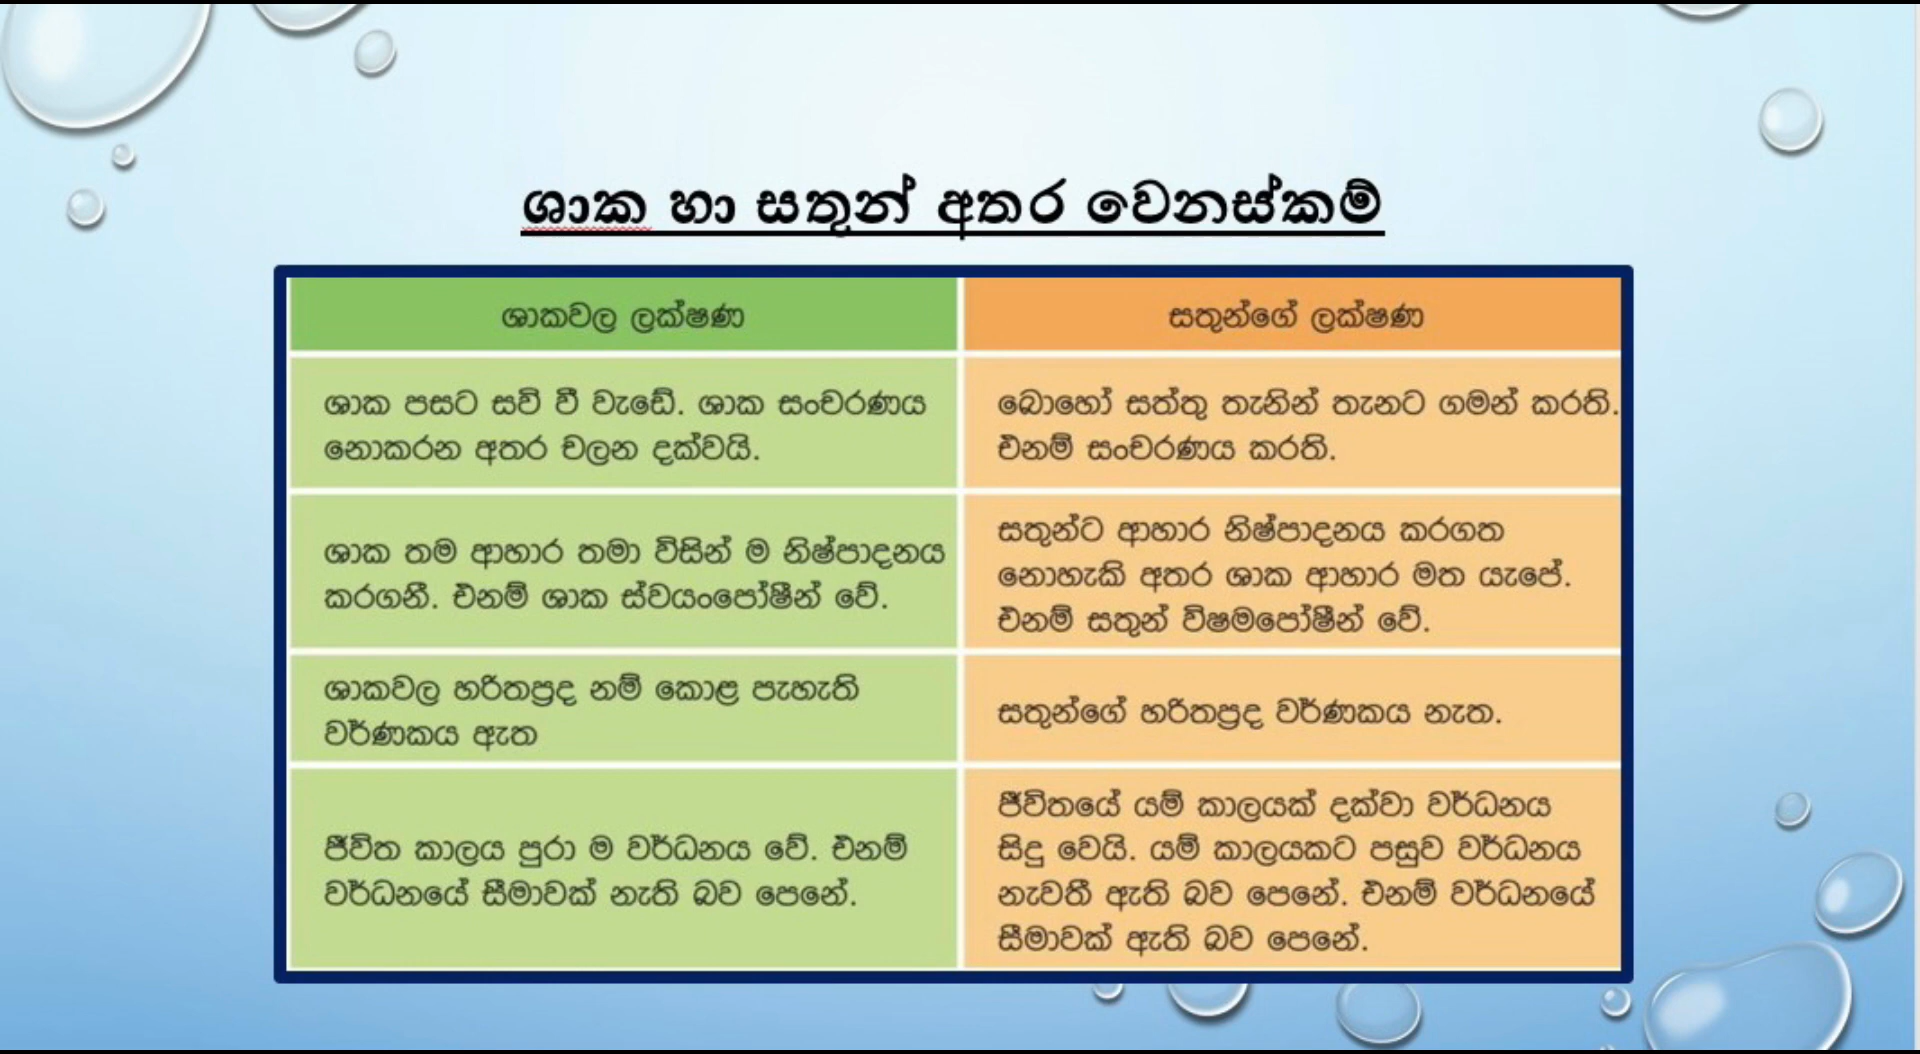 ශාක හා සතුන් අතර වෙනස්කම්
ශාකවල ලක්ෂණ
සතුන්ගේ ලක්ෂණ
ශාක පසට සවි වී වැඩේ. ශාක සංචරණය
නොකරන අතර චලන දක්වයි.
බොහෝ සත්තු තැනින් තැනට ගමන් කරති.
එනම් සංචරණය කරති.
ශාක තම ආහාර තමා විසින් ම නිෂ්පාදනය
කරගනී. එනම් ශාක ස්වයංපෝෂීන් වේ.
සතුන්ට ආහාර නිෂ්පාදනය කරගත
නොහැකි අතර ශාක ආහාර මත යැපේ.
එනම් සතුන් විෂමපෝෂීන් වේ.
ශාකවල හරිතප්‍රද නම් කොළ පැහැති
වර්ණකය ඇත
සතුන්ගේ හරිතප්‍රද වර්ණකය නැත.
ජීවිත කාලය පුරා ම වර්ධනය වේ. එනම්
වර්ධනයේ සීමාවක් නැති බව පෙනේ.
ජීවිතයේ යම් කාලයක් දක්වා වර්ධනය
සිදු වෙයි. යම් කාලයකට පසුව වර්ධනය
නැවතී ඇති බව පෙනේ. එනම් වර්ධනයේ
සීමාවක් ඇති බව පෙනේ.